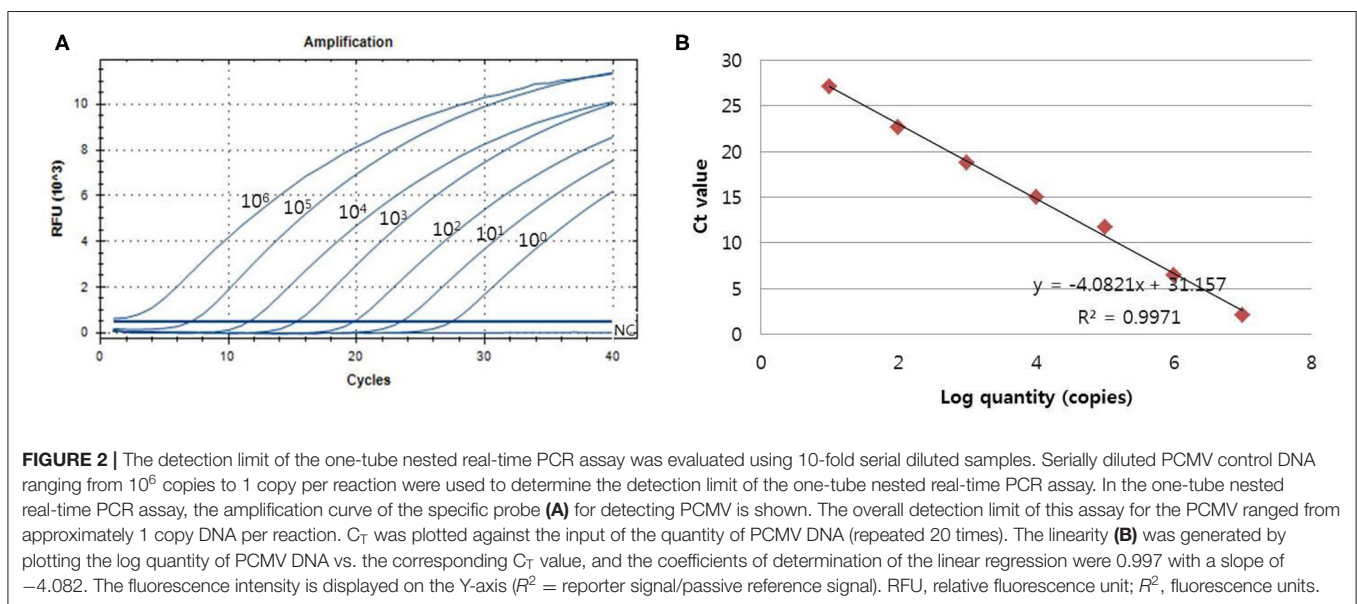 A
Amplification
RFU (10^3)
10
8
6
4
2
0
10⁶
10⁵
10⁴
10³
10²
10¹
10⁰
NC
0
10
20
30
40
Cycles
B
Ct value
30
25
20
15
10
5
0
y = -4.0821x + 31.157
R² = 0.9971
0
2
4
6
8
Log quantity (copies)
FIGURE 2 | The detection limit of the one-tube nested real-time PCR assay was evaluated using 10-fold serial diluted samples. Serially diluted PCMV control DNA
ranging from 10⁶ copies to 1 copy per reaction were used to determine the detection limit of the one-tube nested real-time PCR assay. In the one-tube nested
real-time PCR assay, the amplification curve of the specific probe (A) for detecting PCMV is shown. The overall detection limit of this assay for the PCMV ranged from
approximately 1 copy DNA per reaction. C_T was plotted against the input of the quantity of PCMV DNA (repeated 20 times). The linearity (B) was generated by
plotting the log quantity of PCMV DNA vs. the corresponding C_T value, and the coefficients of determination of the linear regression were 0.997 with a slope of
−4.082. The fluorescence intensity is displayed on the Y-axis (R² = reporter signal/passive reference signal). RFU, relative fluorescence unit; R², fluorescence units.